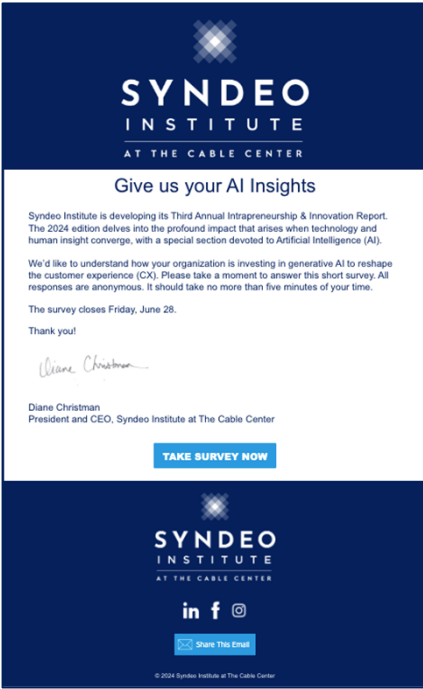 SYNDEO
INSTITUTE
AT THE CABLE CENTER
Give us your AI Insights
Syndeo Institute is developing its Third Annual Intrapreneurship & Innovation Report.
The 2024 edition delves into the profound impact that arises when technology and
human insight converge, with a special section devoted to Artificial Intelligence (AI).
We'd like to understand how your organization is investing in generative AI to reshape
the customer experience (CX). Please take a moment to answer this short survey. All
responses are anonymous. It should take no more than five minutes of your time.
The survey closes Friday, June 28.
Thank you!
Diane Christman
Diane Christman
President and CEO, Syndeo Institute at The Cable Center
TAKE SURVEY NOW
SYNDEO
INSTITUTE
AT THE CABLE CENTER
in f
Share This Email
© 2024 Syndeo Institute at The Cable Center